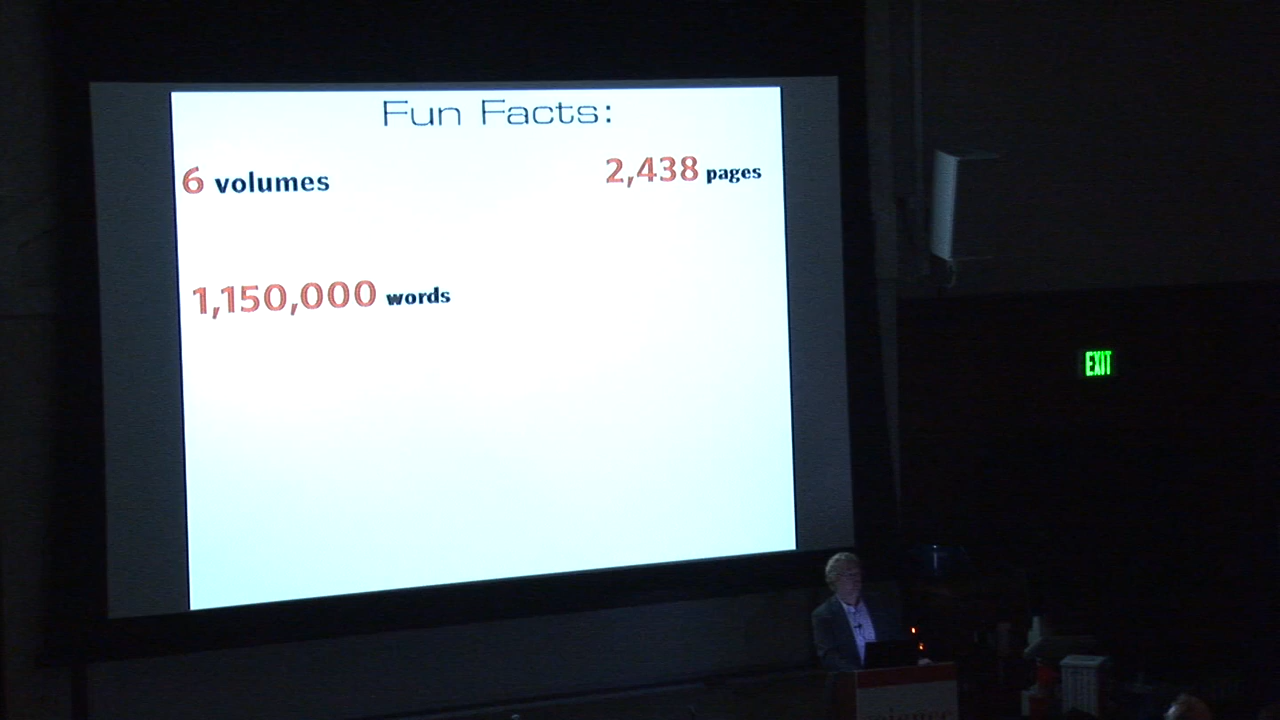 Fun Facts:
6 volumes
2,438 pages
1,150,000 words
EXIT